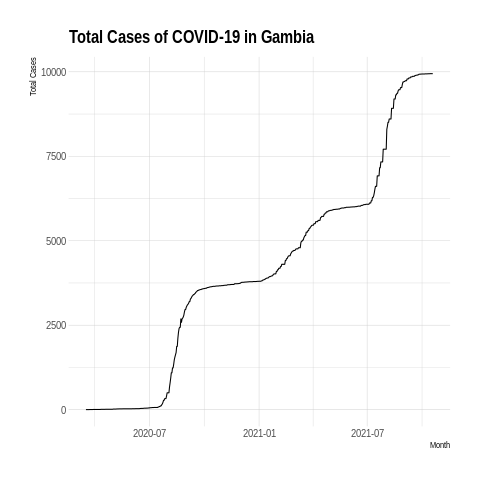 Total Cases of COVID-19 in Gambia
Total Cases
10000
7500
5000
2500
0
2020-07
2021-01
2021-07
Month